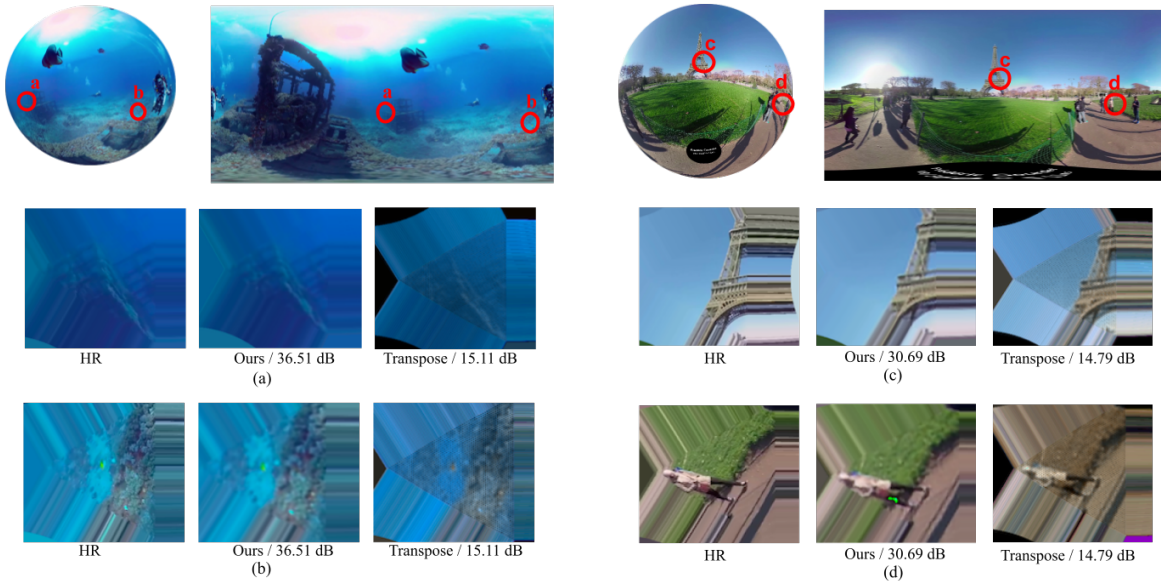 a
b
a
b
c
d
c
d
HR
Ours / 36.51 dB
Transpose / 15.11 dB
(a)
HR
Ours / 30.69 dB
Transpose / 14.79 dB
(c)
HR
Ours / 36.51 dB
Transpose / 15.11 dB
(b)
HR
Ours / 30.69 dB
Transpose / 14.79 dB
(d)